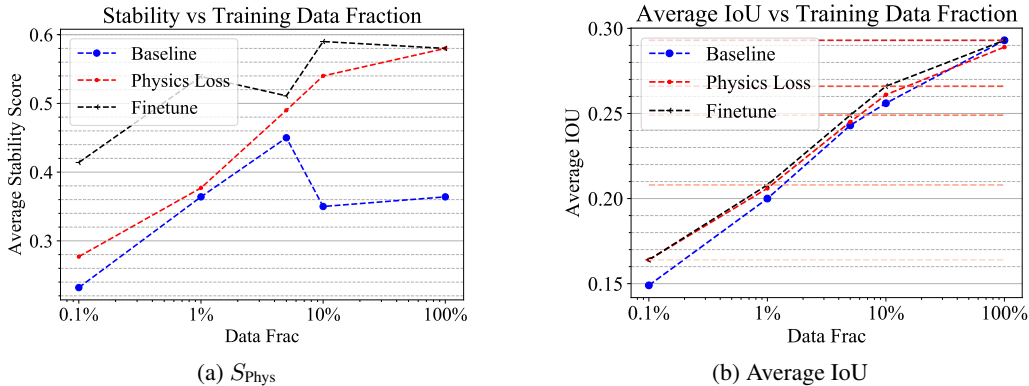 Stability vs Training Data Fraction
Average Stability Score
0.6
0.5
0.4
0.3
Baseline
Physics Loss
Finetune
0.1%
1%
10%
100%
Data Frac
(a) S_Phys
Average IoU vs Training Data Fraction
Average IOU
0.30
0.25
0.20
0.15
Baseline
Physics Loss
Finetune
0.1%
1%
10%
100%
Data Frac
(b) Average IoU